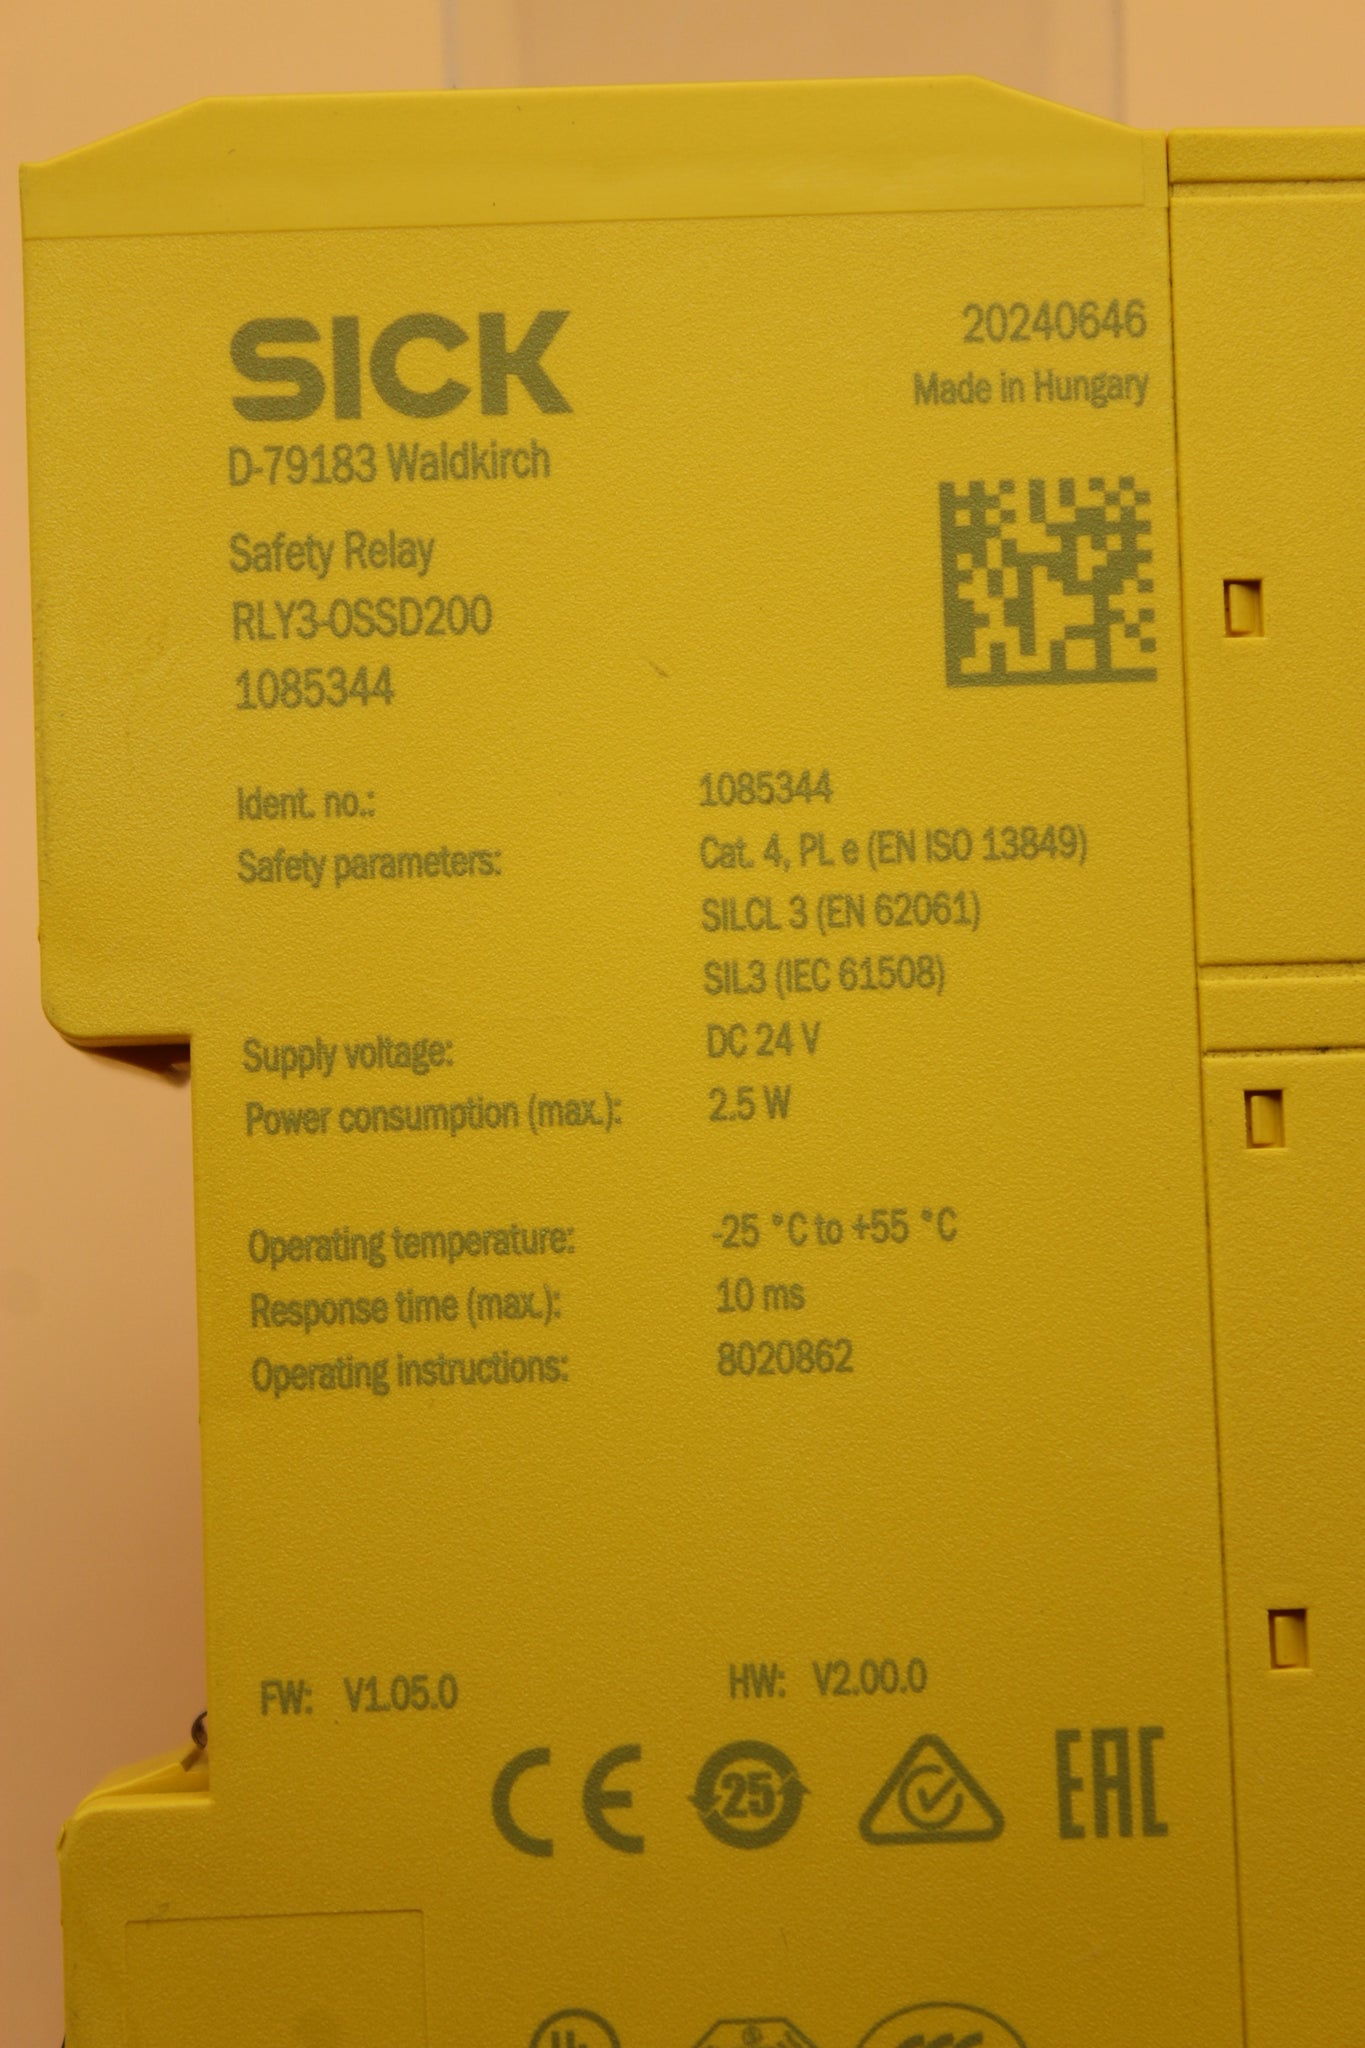 SICK
20240646
Made in Hungary
D-79183 Waldkirch
Safety Relay
RLY3-OSSD200
1085344
Ident. no.: 1085344
Safety parameters: Cat. 4, PL e (EN ISO 13849)
SILCL 3 (EN 62061)
SIL3 (IEC 61508)
Supply voltage: DC 24 V
Power consumption (max.): 2.5 W
Operating temperature: -25 °C to +55 °C
Response time (max.): 10 ms
Operating instructions: 8020862
FW: V1.05.0 HW: V2.00.0
CE 25 EAC